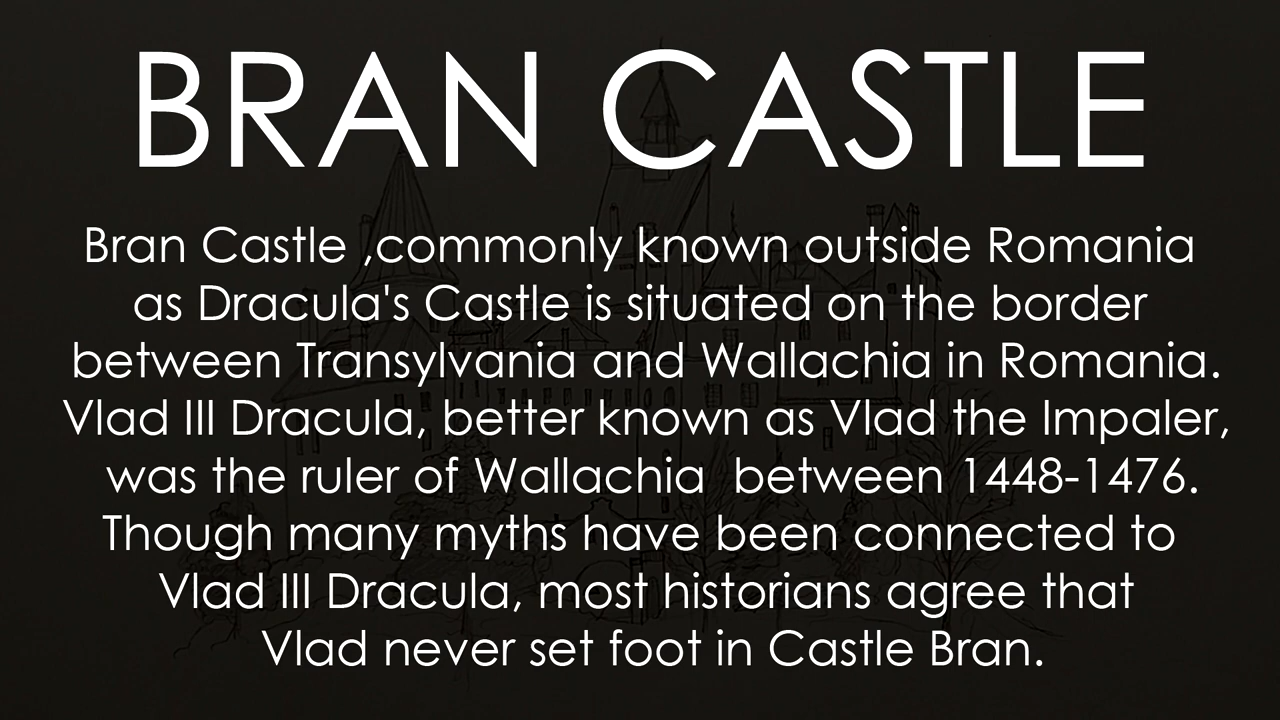 BRAN CASTLE
Bran Castle ,commonly known outside Romania
as Dracula's Castle is situated on the border
between Transylvania and Wallachia in Romania.
Vlad III Dracula, better known as Vlad the Impaler,
was the ruler of Wallachia  between 1448-1476.
Though many myths have been connected to
Vlad III Dracula, most historians agree that
Vlad never set foot in Castle Bran.